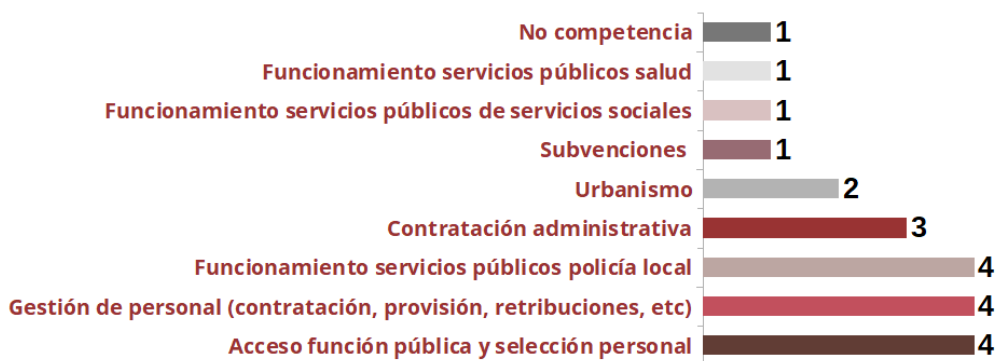 No competencia 1
Funcionamiento servicios públicos salud 1
Funcionamiento servicios públicos de servicios sociales 1
Subvenciones 1
Urbanismo 2
Contratación administrativa 3
Funcionamiento servicios públicos policía local 4
Gestión de personal (contratación, provisión, retribuciones, etc) 4
Acceso función pública y selección personal 4